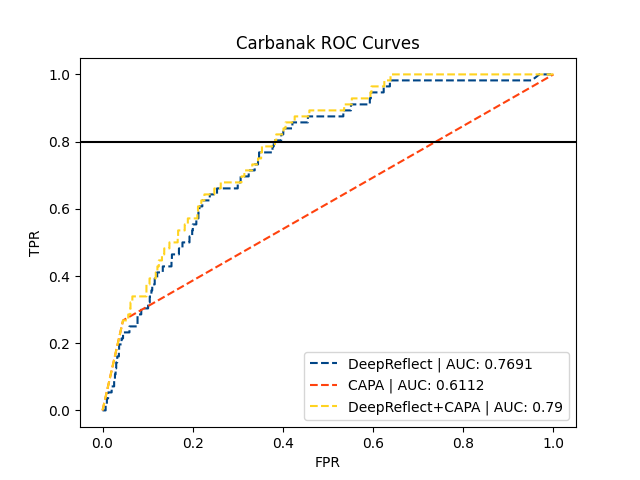 Carbanak ROC Curves
1.0
0.8
0.6
0.4
0.2
0.0
TPR
0.0 0.2 0.4 0.6 0.8 1.0
FPR
DeepReflect | AUC: 0.7691
CAPA | AUC: 0.6112
DeepReflect+CAPA | AUC: 0.79